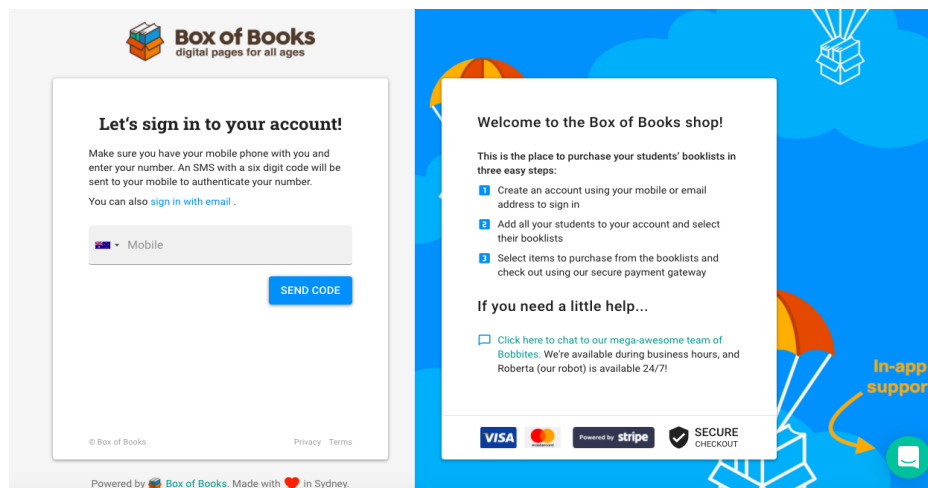 Box of Books
digital pages for all ages
Let's sign in to your account!
Make sure you have your mobile phone with you and
enter your number. An SMS with a six digit code will be
sent to your mobile to authenticate your number.
You can also sign in with email .
Mobile
SEND CODE
© Box of Books
Privacy Terms
Powered by Box of Books. Made with ❤️ in Sydney.
Welcome to the Box of Books shop!
This is the place to purchase your students' booklists in
three easy steps:
1 Create an account using your mobile or email
address to sign in
2 Add all your students to your account and select
their booklists
3 Select items to purchase from the booklists and
check out using our secure payment gateway
If you need a little help...
Click here to chat to our mega-awesome team of
Bobbites. We're available during business hours, and
Roberta (our robot) is available 24/7!
VISA
Powered by stripe
SECURE
CHECKOUT
In-app
support